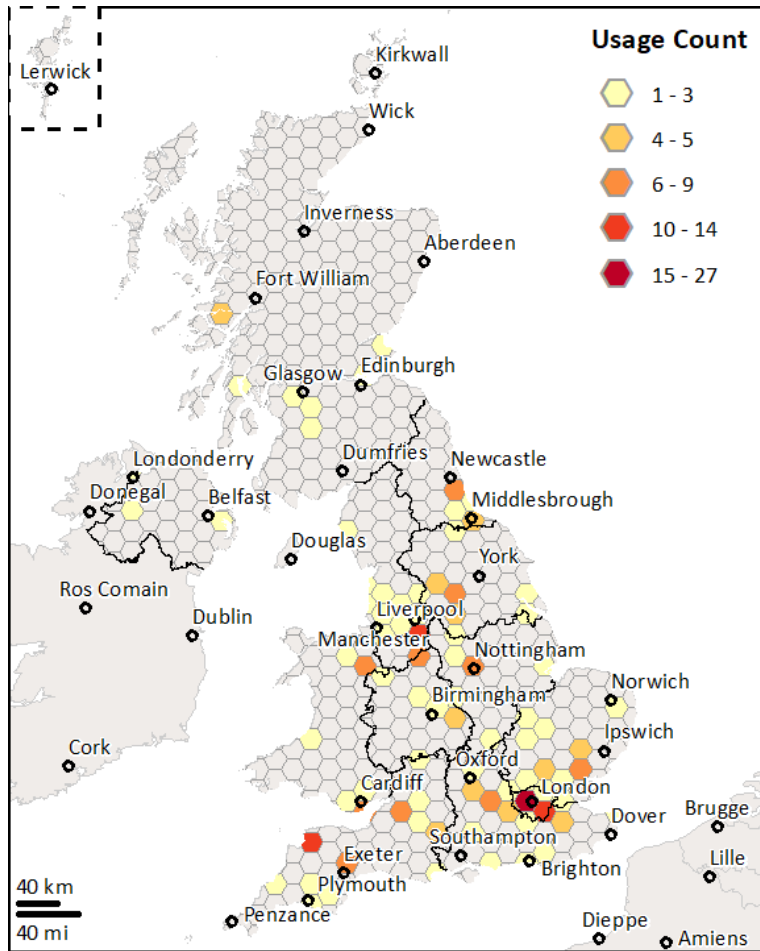 Usage Count
1 - 3
4 - 5
6 - 9
10 - 14
15 - 27
Lerwick
Kirkwall
Wick
Inverness
Aberdeen
Fort William
Edinburgh
Glasgow
Dumfries
Londonderry
Newcastle
Donegal
Belfast
Middlesbrough
Douglas
York
Ros Comain
Liverpool
Dublin
Manchester
Nottingham
Norwich
Birmingham
Ipswich
Cork
Oxford
Cardiff
London
Dover
Brugge
Southampton
Exeter
Brighton
Lille
Plymouth
40 km
40 mi
Penzance
Dieppe
Amiens